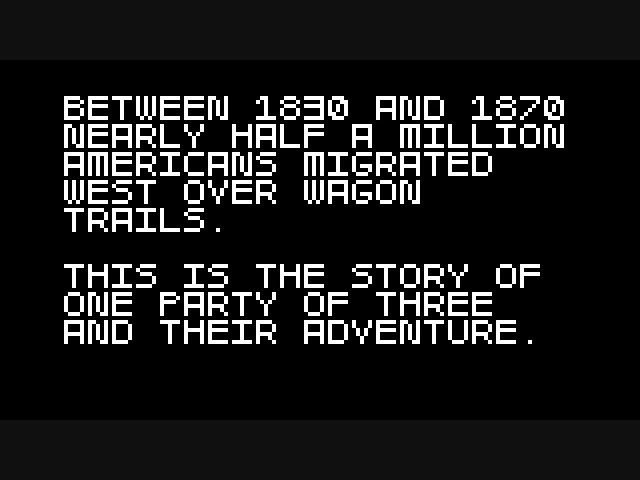 BETWEEN 1830 AND 1870
NEARLY HALF A MILLION
AMERICANS MIGRATED
WEST OVER WAGON
TRAILS.
THIS IS THE STORY OF
ONE PARTY OF THREE
AND THEIR ADVENTURE.